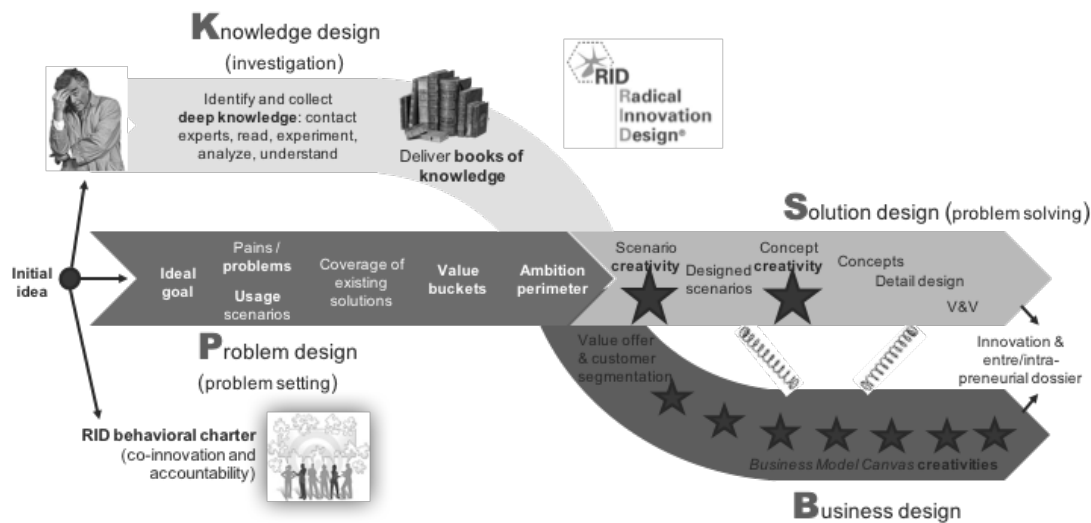 Knowledge design
(investigation)
Identify and collect
deep knowledge: contact
experts, read, experiment,
analyze, understand
Deliver books of
knowledge
RID
Radical
Innovation
Design®
Solution design (problem solving)
Initial
idea
Ideal
goal
Pains /
problems
Usage
scenarios
Coverage of
existing
solutions
Value
buckets
Ambition
perimeter
Scenario
creativity
Designed
scenarios
Concept
creativity
Concepts
Detail design
V&V
Problem design
(problem setting)
Value offer
& customer
segmentation
Innovation &
entre/intra-
preneurial dossier
RID behavioral charter
(co-innovation and
accountability)
Business Model Canvas creativities
Business design